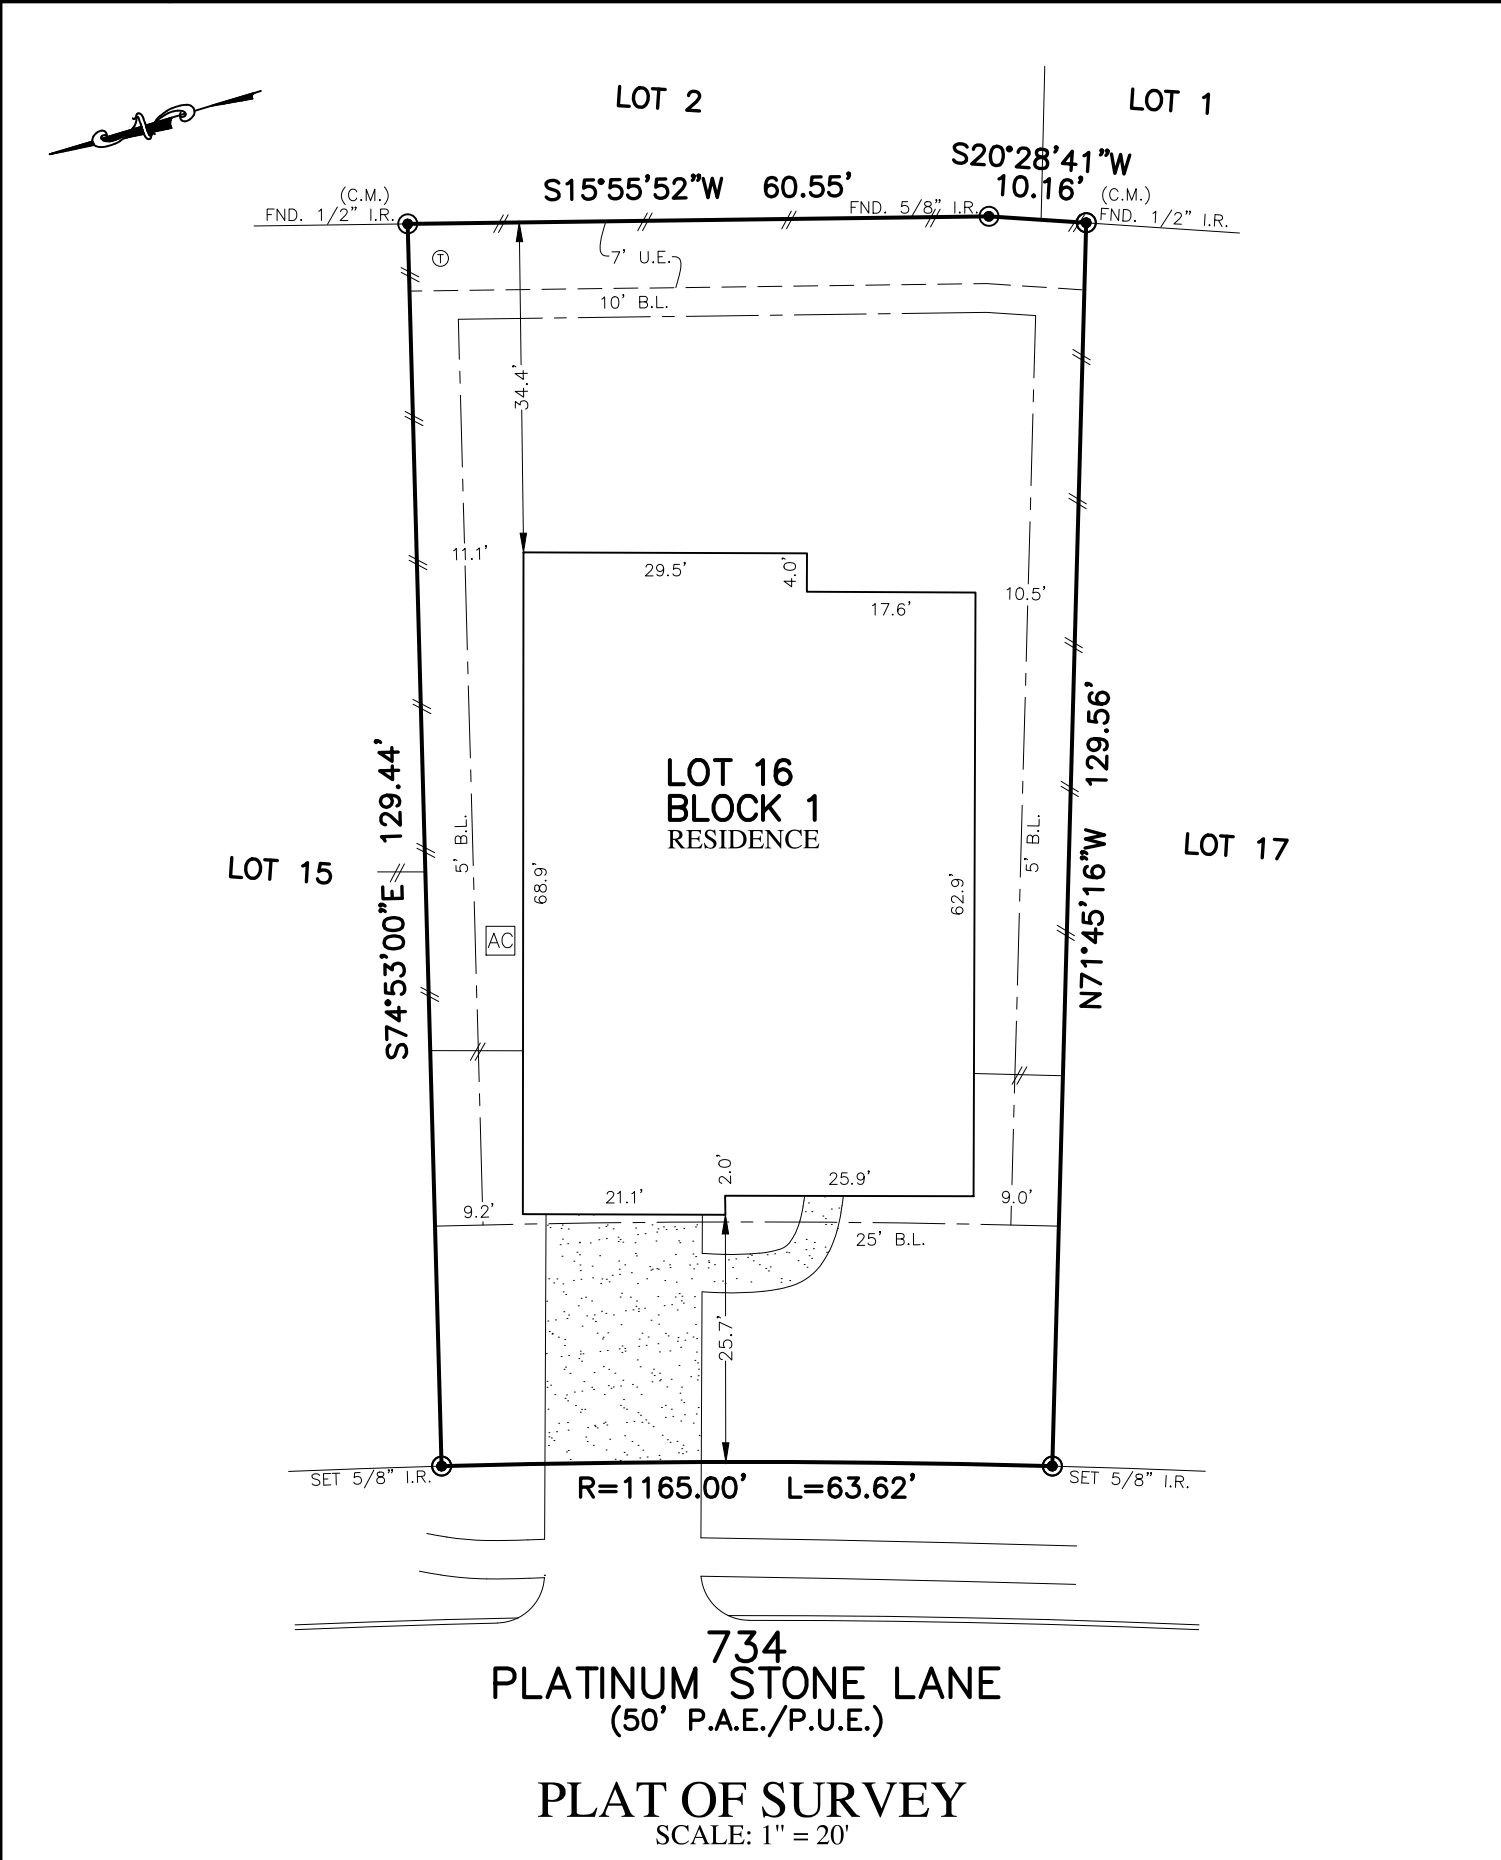 LOT 2
LOT 1
S20°28'41"W
10.16'
S15°55'52"W 60.55'
(C.M.)
FND. 1/2" I.R.
FND. 5/8" I.R.
(C.M.)
FND. 1/2" I.R.
T
7' U.E.
10' B.L.
34.4'
11.1'
29.5'
4.0'
17.6'
10.5'
LOT 16
BLOCK 1
RESIDENCE
S74°53'00"E 129.44'
N71°45'16"W 129.56'
LOT 15
LOT 17
5' B.L.
5' B.L.
68.9'
62.9'
AC
9.2'
21.1'
2.0'
25.9'
9.0'
25' B.L.
25.7'
SET 5/8" I.R.
R=1165.00' L=63.62'
SET 5/8" I.R.
734
PLATINUM STONE LANE
(50' P.A.E./P.U.E.)
PLAT OF SURVEY
SCALE: 1" = 20'